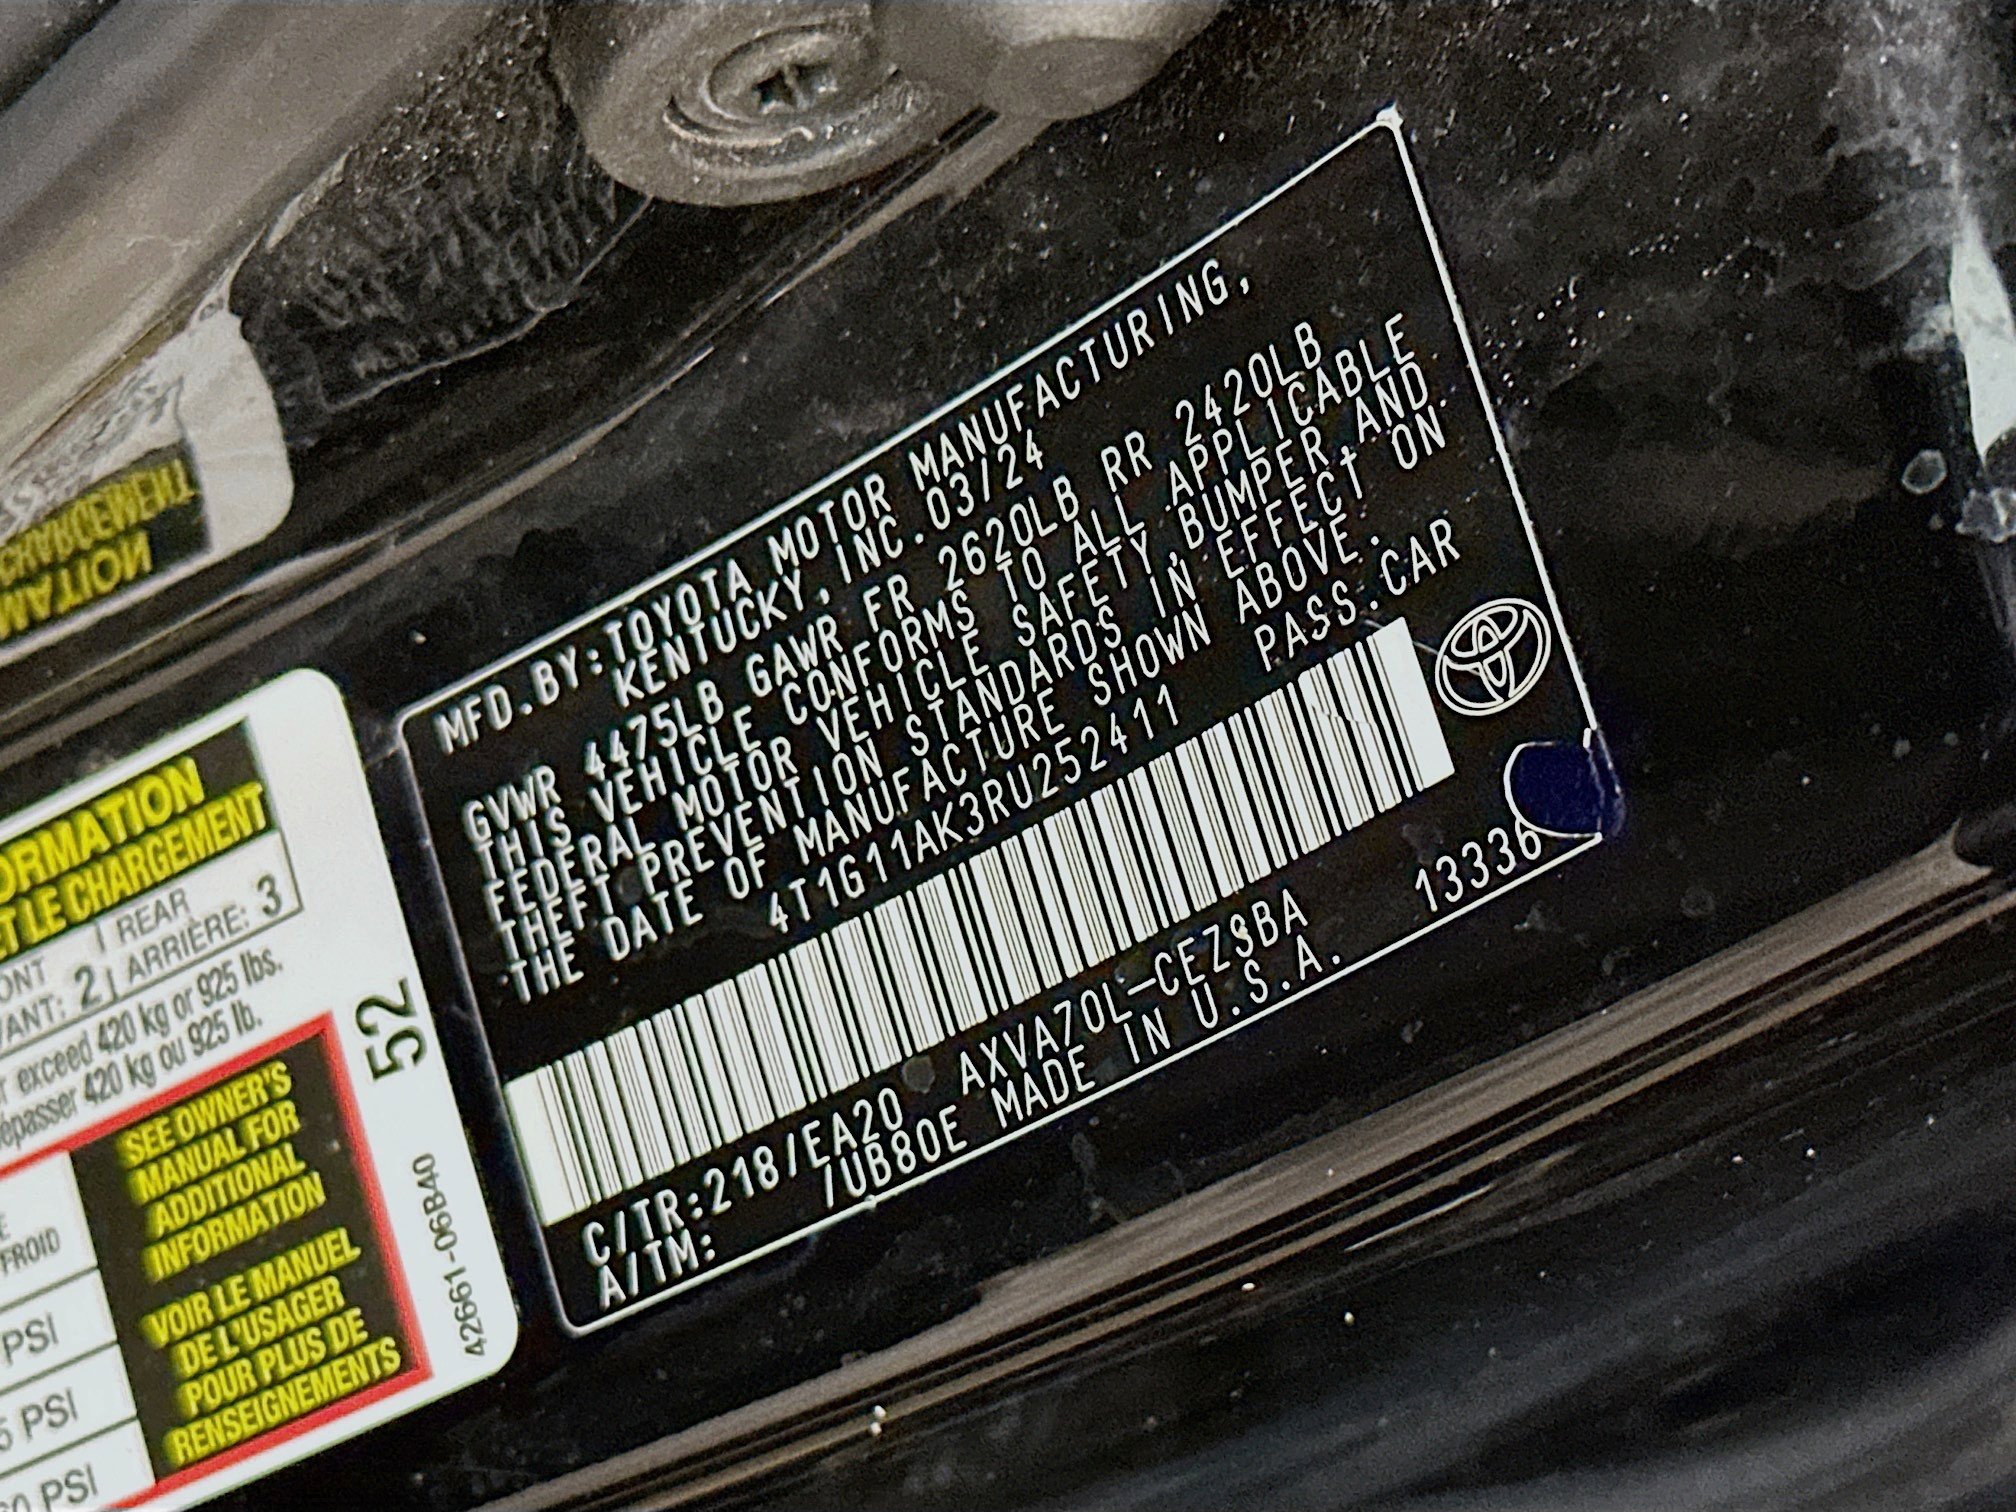 MFD.BY:TOYOTA MOTOR MANUFACTURING,
KENTUCKY, INC.03/24
GVWR 4475LB GAWR FR 2620LB RR 2420LB
THIS VEHICLE CONFORMS TO ALL APPLICABLE
FEDERAL MOTOR VEHICLE SAFETY,BUMPER,AND
THEFT PREVENTION STANDARDS IN EFFECT ON
THE DATE OF MANUFACTURE SHOWN ABOVE.
4T1G11AK3RU252411 PASS.CAR
C/TR:218/EA20 AXVA70L-CEZSBA 13336
A/TM: /UB80E MADE IN U.S.A.
ET LE CHARGEMENT
REAR
2 ARRIÈRE: 3
exceed 420 kg or 925 lbs.
420 kg ou 925 lb.
52
SEE OWNER'S
MANUAL FOR
ADDITIONAL
INFORMATION
VOIR LE MANUEL
DE L'USAGER
POUR PLUS DE
RENSEIGNEMENTS
FROID
PSI
PSI
PSI
42661-06B40